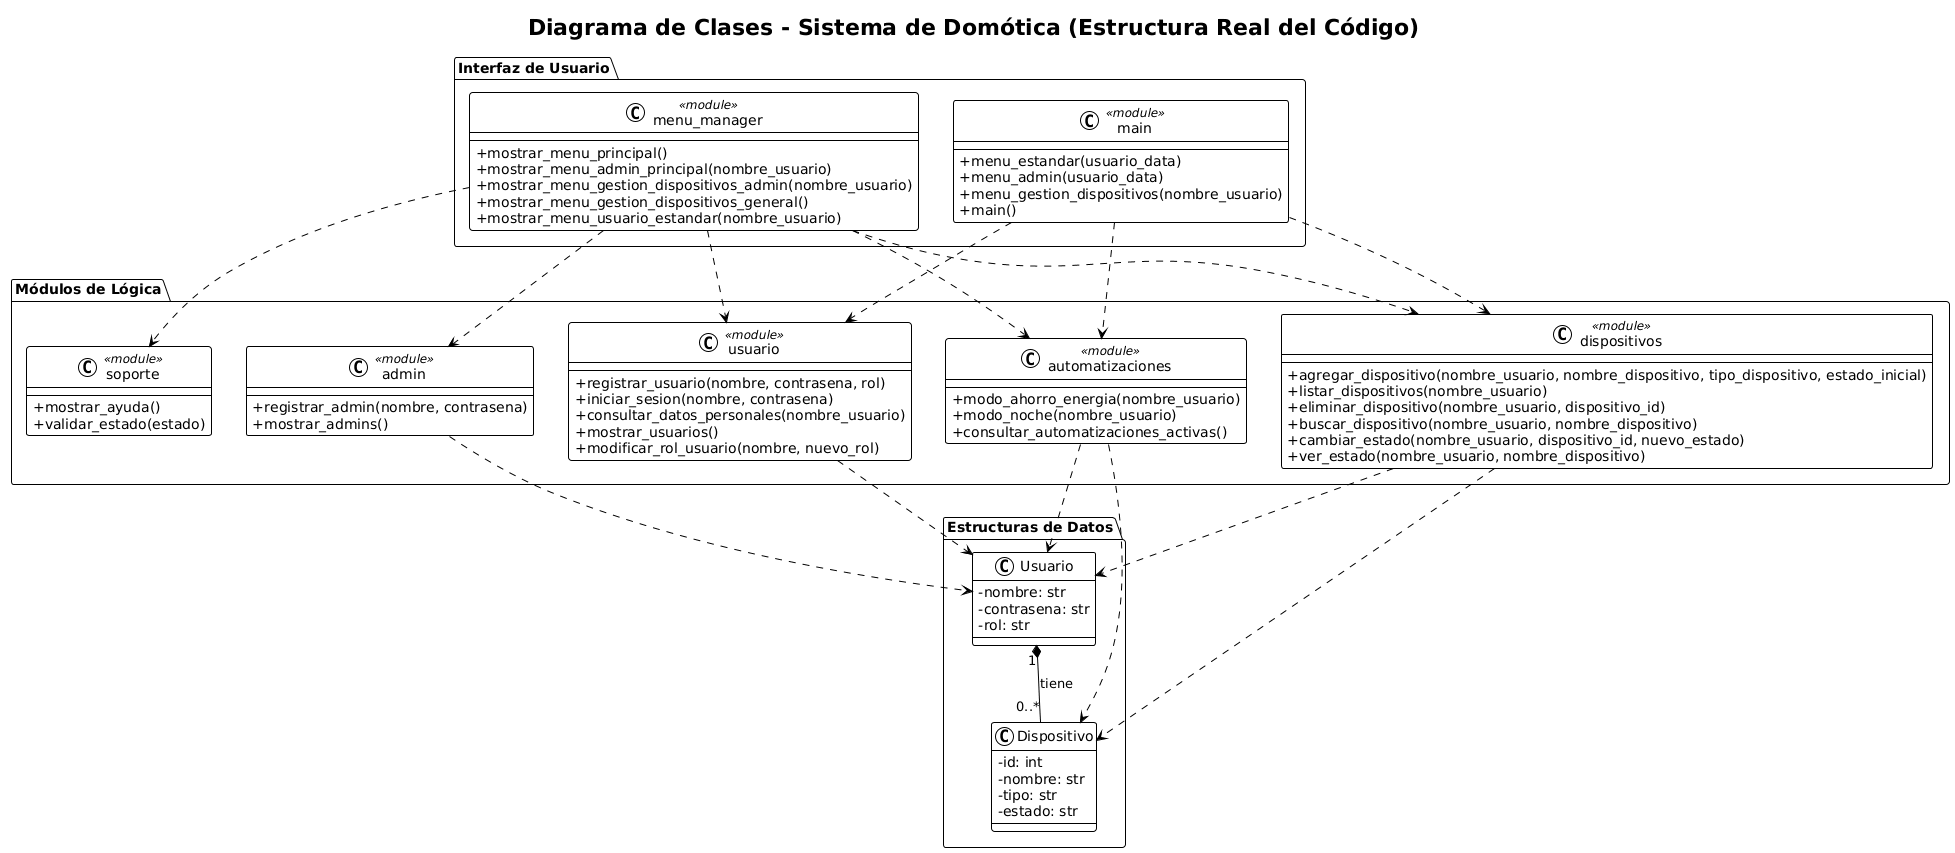 Diagrama de Clases - Sistema de Domótica (Estructura Real del Código)
Interfaz de Usuario
C
«module»
menu_manager
+mostrar_menu_principal()
+mostrar_menu_admin_principal(nombre_usuario)
+mostrar_menu_gestion_dispositivos_admin(nombre_usuario)
+mostrar_menu_gestion_dispositivos_general()
+mostrar_menu_usuario_estandar(nombre_usuario)
C
«module»
main
+menu_estandar(usuario_data)
+menu_admin(usuario_data)
+menu_gestion_dispositivos(nombre_usuario)
+main()
Módulos de Lógica
C
«module»
soporte
+mostrar_ayuda()
+validar_estado(estado)
C
«module»
admin
+registrar_admin(nombre, contrasena)
+mostrar_admins()
C
«module»
usuario
+registrar_usuario(nombre, contrasena, rol)
+iniciar_sesion(nombre, contrasena)
+consultar_datos_personales(nombre_usuario)
+mostrar_usuarios()
+modificar_rol_usuario(nombre, nuevo_rol)
C
«module»
automatizaciones
+modo_ahorro_energia(nombre_usuario)
+modo_noche(nombre_usuario)
+consultar_automatizaciones_activas()
C
«module»
dispositivos
+agregar_dispositivo(nombre_usuario, nombre_dispositivo, tipo_dispositivo, estado_inicial)
+listar_dispositivos(nombre_usuario)
+eliminar_dispositivo(nombre_usuario, dispositivo_id)
+buscar_dispositivo(nombre_usuario, nombre_dispositivo)
+cambiar_estado(nombre_usuario, dispositivo_id, nuevo_estado)
+ver_estado(nombre_usuario, nombre_dispositivo)
Estructuras de Datos
C
Usuario
-nombre: str
-contrasena: str
-rol: str
1
tiene
0..*
C
Dispositivo
-id: int
-nombre: str
-tipo: str
-estado: str